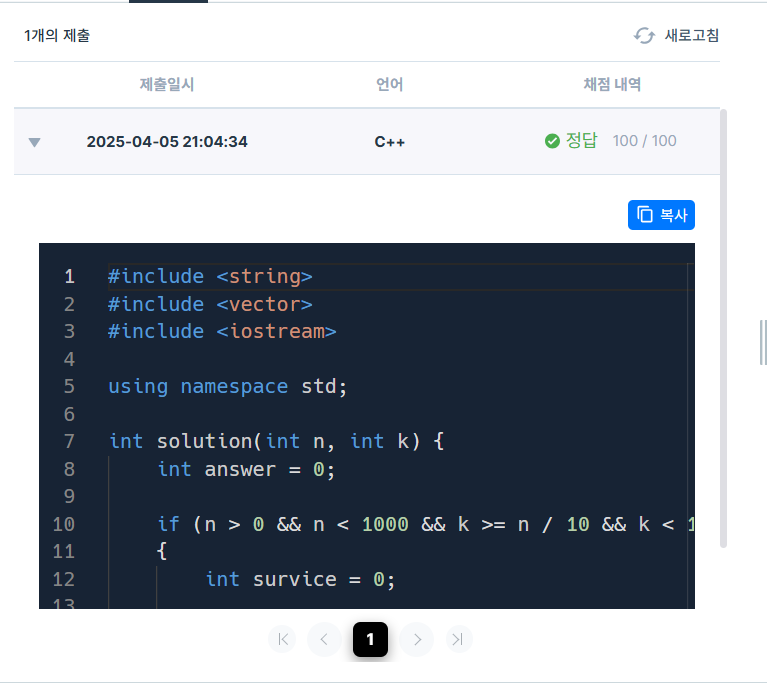 1개의 제출 새로고침
제출일시 언어 채점 내역
2025-04-05 21:04:34 C++ 정답 100 / 100
복사
1 #include <string>
2 #include <vector>
3 #include <iostream>
4
5 using namespace std;
6
7 int solution(int n, int k) {
8 int answer = 0;
9
10 if (n > 0 && n < 1000 && k >= n / 10 && k < 1
11 {
12 int survice = 0;
13
1